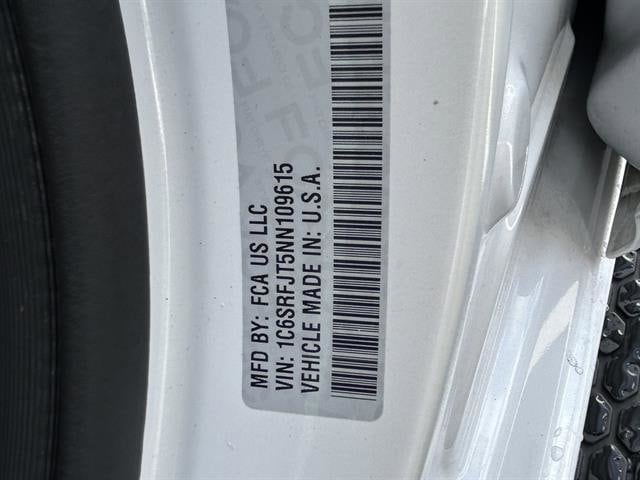 MFD BY: FCA US LLC
VIN: 1C6SRFJT5NN109615
VEHICLE MADE IN: U.S.A.